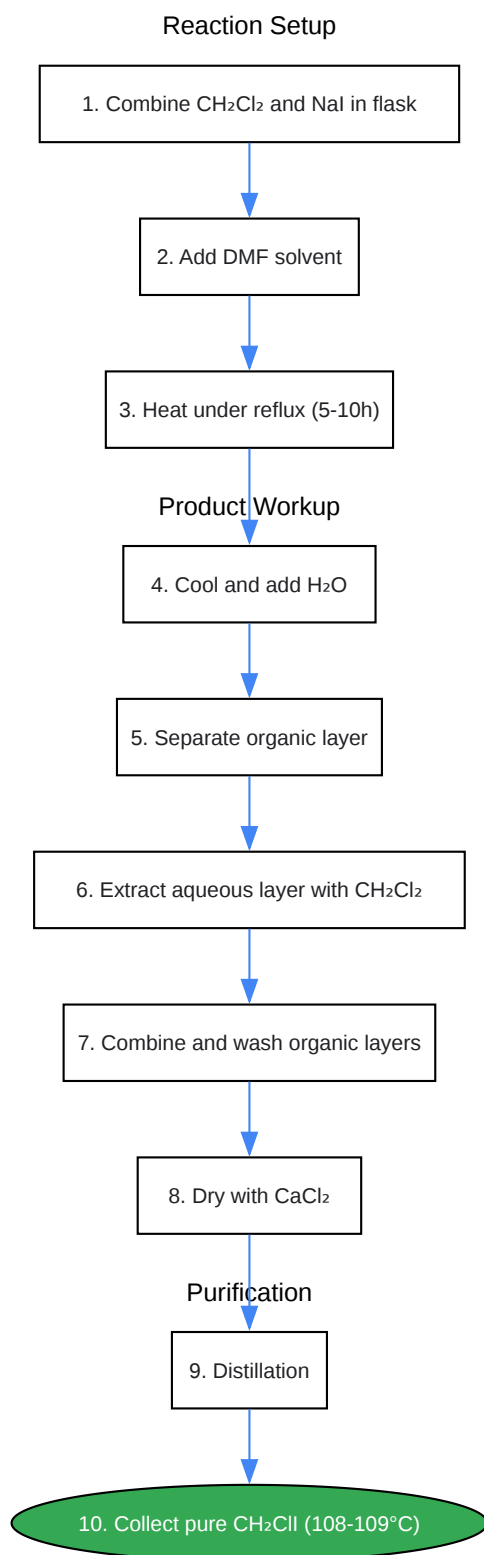 Reaction Setup
1. Combine CH₂Cl₂ and NaI in flask
2. Add DMF solvent
3. Heat under reflux (5-10h)
Product Workup
4. Cool and add H₂O
5. Separate organic layer
6. Extract aqueous layer with CH₂Cl₂
7. Combine and wash organic layers
8. Dry with CaCl₂
Purification
9. Distillation
10. Collect pure CH₂ClI (108-109°C)